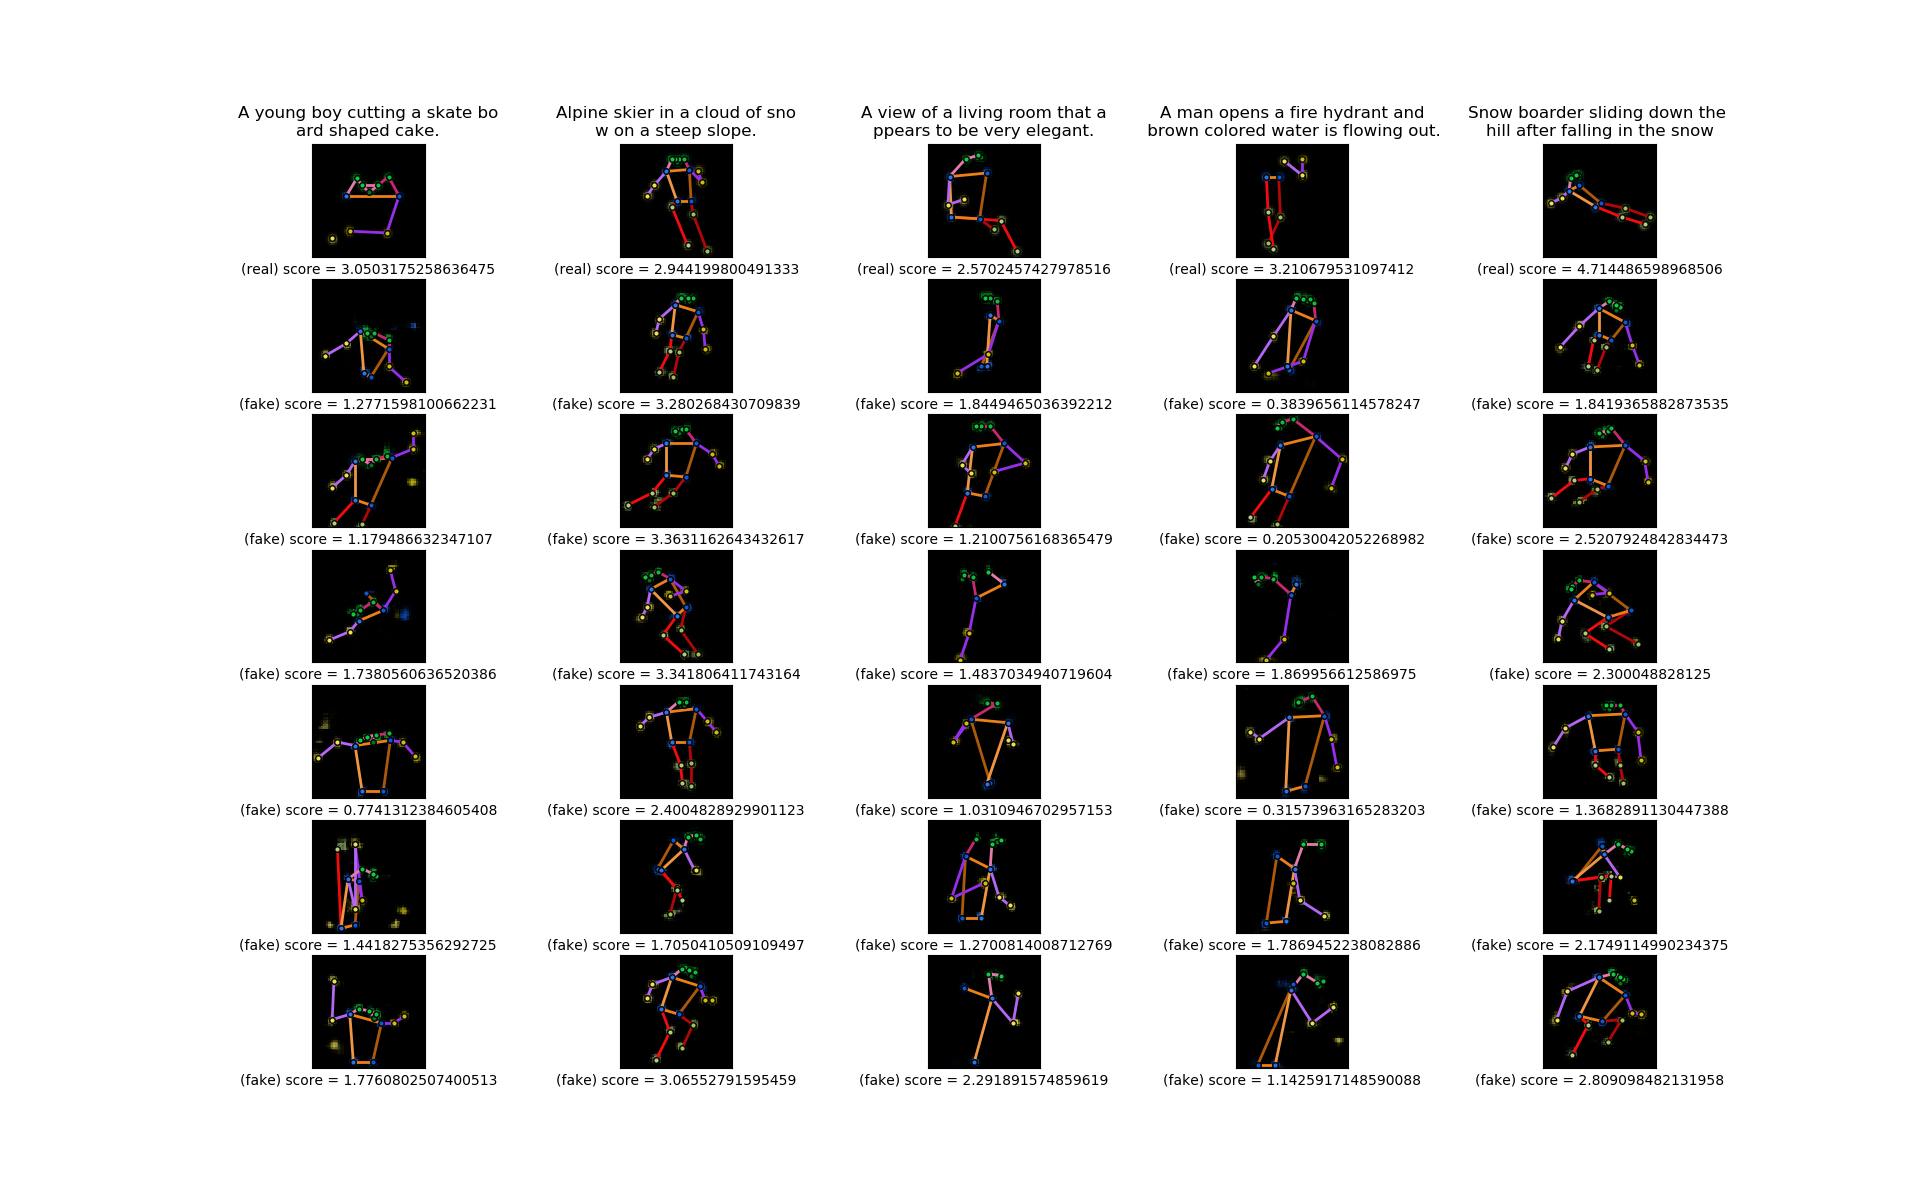 A young boy cutting a skate bo
ard shaped cake.
Alpine skier in a cloud of sno
w on a steep slope.
A view of a living room that a
ppears to be very elegant.
A man opens a fire hydrant and
brown colored water is flowing out.
Snow boarder sliding down the
hill after falling in the snow
(real) score = 3.0503175258636475
(real) score = 2.944199800491333
(real) score = 2.5702457427978516
(real) score = 3.210679531097412
(real) score = 4.714486598968506
(fake) score = 1.2771598100662231
(fake) score = 3.280268430709839
(fake) score = 1.8449465036392212
(fake) score = 0.3839656114578247
(fake) score = 1.8419365882873535
(fake) score = 1.179486632347107
(fake) score = 3.3631162643432617
(fake) score = 1.2100756168365479
(fake) score = 0.20530042052268982
(fake) score = 2.5207924842834473
(fake) score = 1.7380560636520386
(fake) score = 3.341806411743164
(fake) score = 1.4837034940719604
(fake) score = 1.869956612586975
(fake) score = 2.300048828125
(fake) score = 0.7741312384605408
(fake) score = 2.4004828929901123
(fake) score = 1.0310946702957153
(fake) score = 0.31573963165283203
(fake) score = 1.3682891130447388
(fake) score = 1.4418275356292725
(fake) score = 1.7050410509109497
(fake) score = 1.2700814008712769
(fake) score = 1.7869452238082886
(fake) score = 2.1749114990234375
(fake) score = 1.7760802507400513
(fake) score = 3.06552791595459
(fake) score = 2.291891574859619
(fake) score = 1.1425917148590088
(fake) score = 2.809098482131958